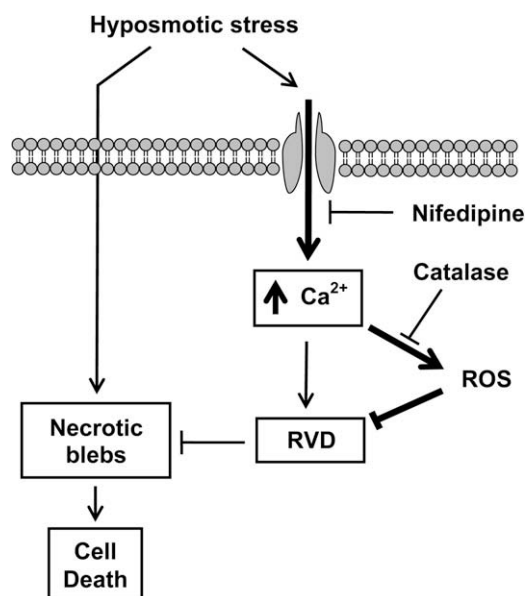 Hyposmotic stress
Nifedipine
Catalase
Ca²⁺
ROS
Necrotic
blebs
RVD
Cell
Death